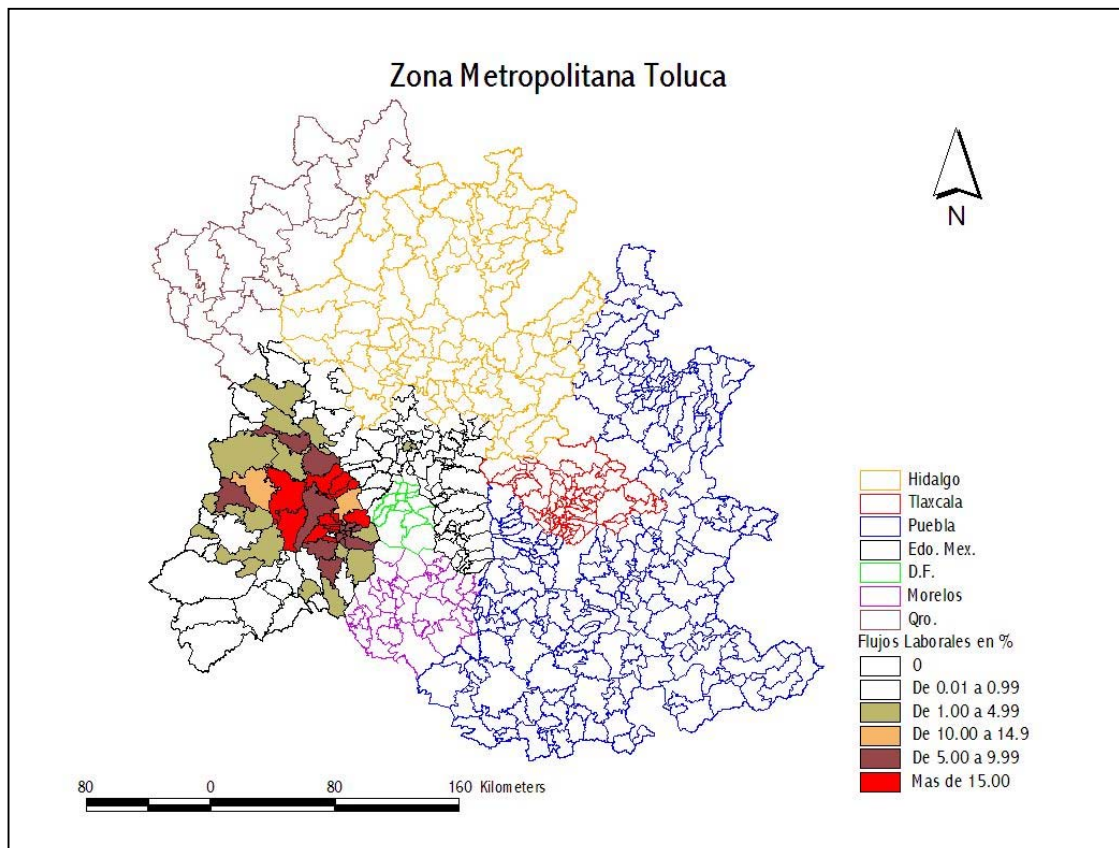 Zona Metropolitana Toluca
N
Hidalgo
Tlaxcala
Puebla
Edo. Mex.
D.F.
Morelos
Qro.
Flujos Laborales en %
0
De 0.01 a 0.99
De 1.00 a 4.99
De 10.00 a 14.9
De 5.00 a 9.99
Mas de 15.00
80 0 80 160 Kilometers